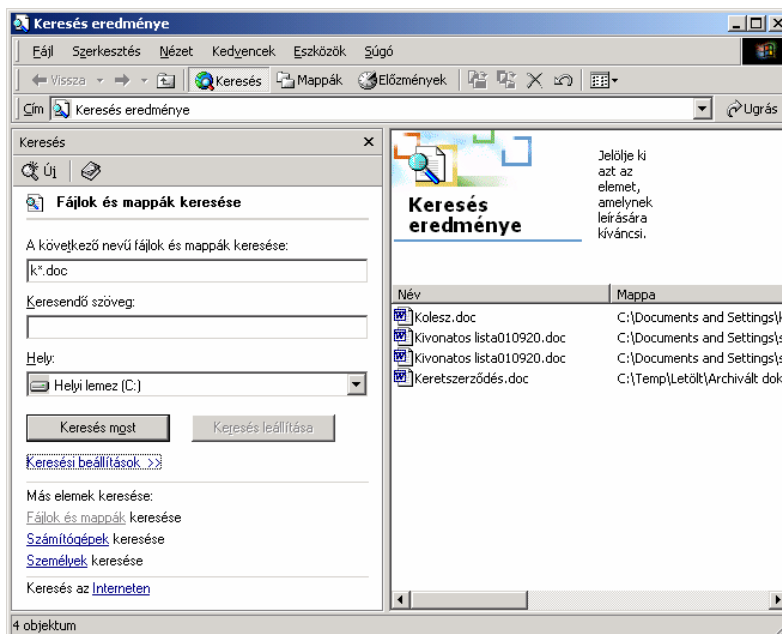 Keresés eredménye
Fájl Szerkesztés Nézet Kedvencek Eszközök Súgó
Vissza Keresés Mappák Előzmények
Cím Keresés eredménye Ugrás
Keresés
Új
Fájlok és mappák keresése
A következő nevű fájlok és mappák keresése:
k*.doc
Keresendő szöveg:
Hely:
Helyi lemez (C:)
Keresés most Keresés leállítása
Keresési beállítások >>
Más elemek keresése:
Fájlok és mappák keresése
Számítógépek keresése
Személyek keresése
Keresés az Interneten
Keresés
eredménye
Jelölje ki
azt az
elemet,
amelynek
leírására
kíváncsi.
Név Mappa
Kolesz.doc C:\Documents and Settings\k
Kivonatos lista010920.doc C:\Documents and Settings\s
Kivonatos lista010920.doc C:\Documents and Settings\s
Keretszerződés.doc C:\Temp\Letölt\Archivált dok
4 objektum